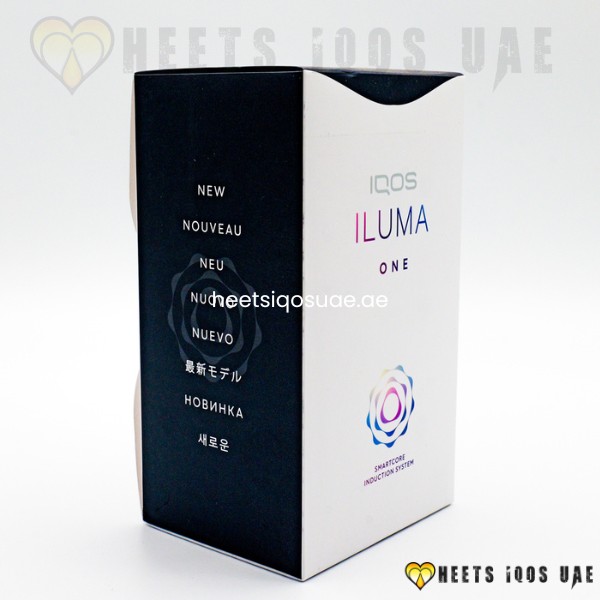 HEETS iQOS UAE
NEW
NOUVEAU
NEU
NUOVO
heetsiqosuae.ae
NUEVO
最新モデル
НОВИНКА
새로운
IQOS
ILUMA
ONE
SMARTCORE
INDUCTION SYSTEM
HEETS iQOS UAE